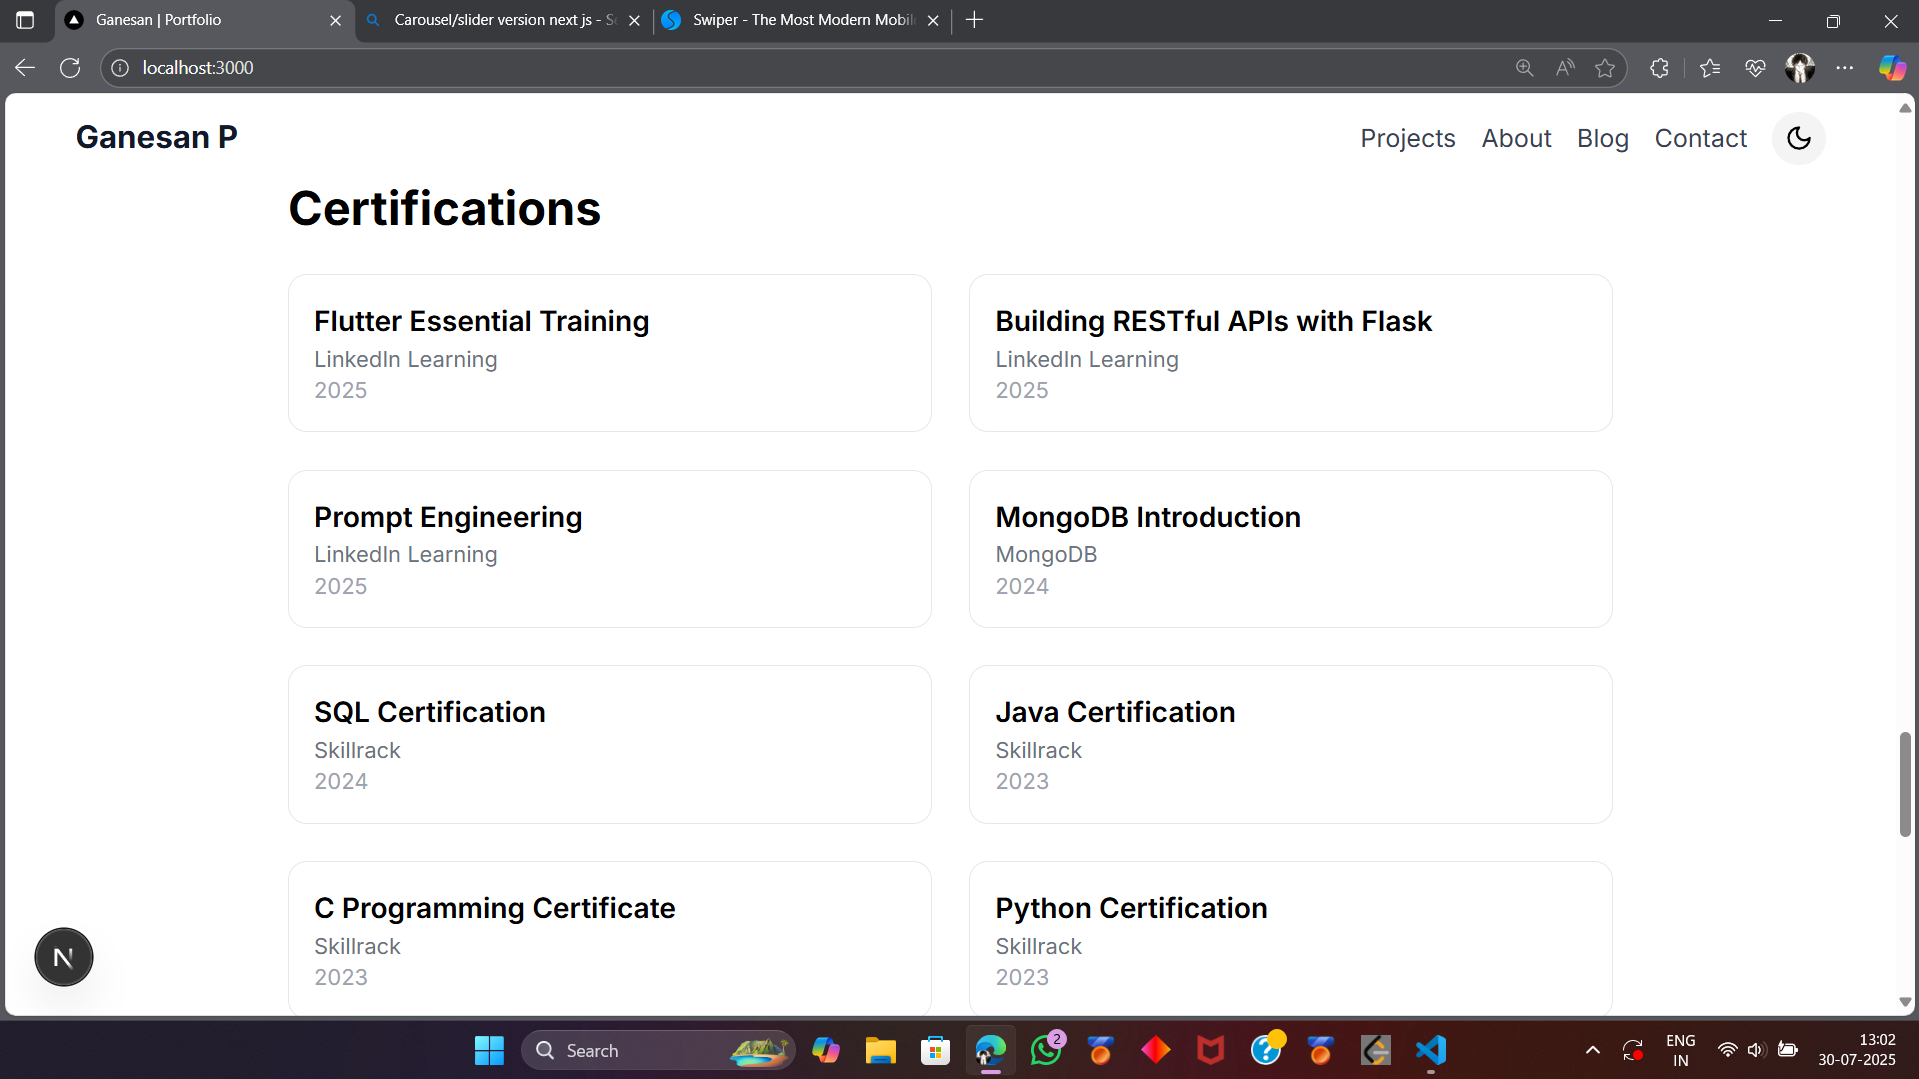 Ganesan | Portfolio
Carousel/slider version next js - Se
Swiper - The Most Modern Mobil
localhost:3000
Ganesan P
Projects
About
Blog
Contact
Certifications
Flutter Essential Training
LinkedIn Learning
2025
Building RESTful APIs with Flask
LinkedIn Learning
2025
Prompt Engineering
LinkedIn Learning
2025
MongoDB Introduction
MongoDB
2024
SQL Certification
Skillrack
2024
Java Certification
Skillrack
2023
C Programming Certificate
Skillrack
2023
Python Certification
Skillrack
2023
N
Search
2
ENG
IN
13:02
30-07-2025